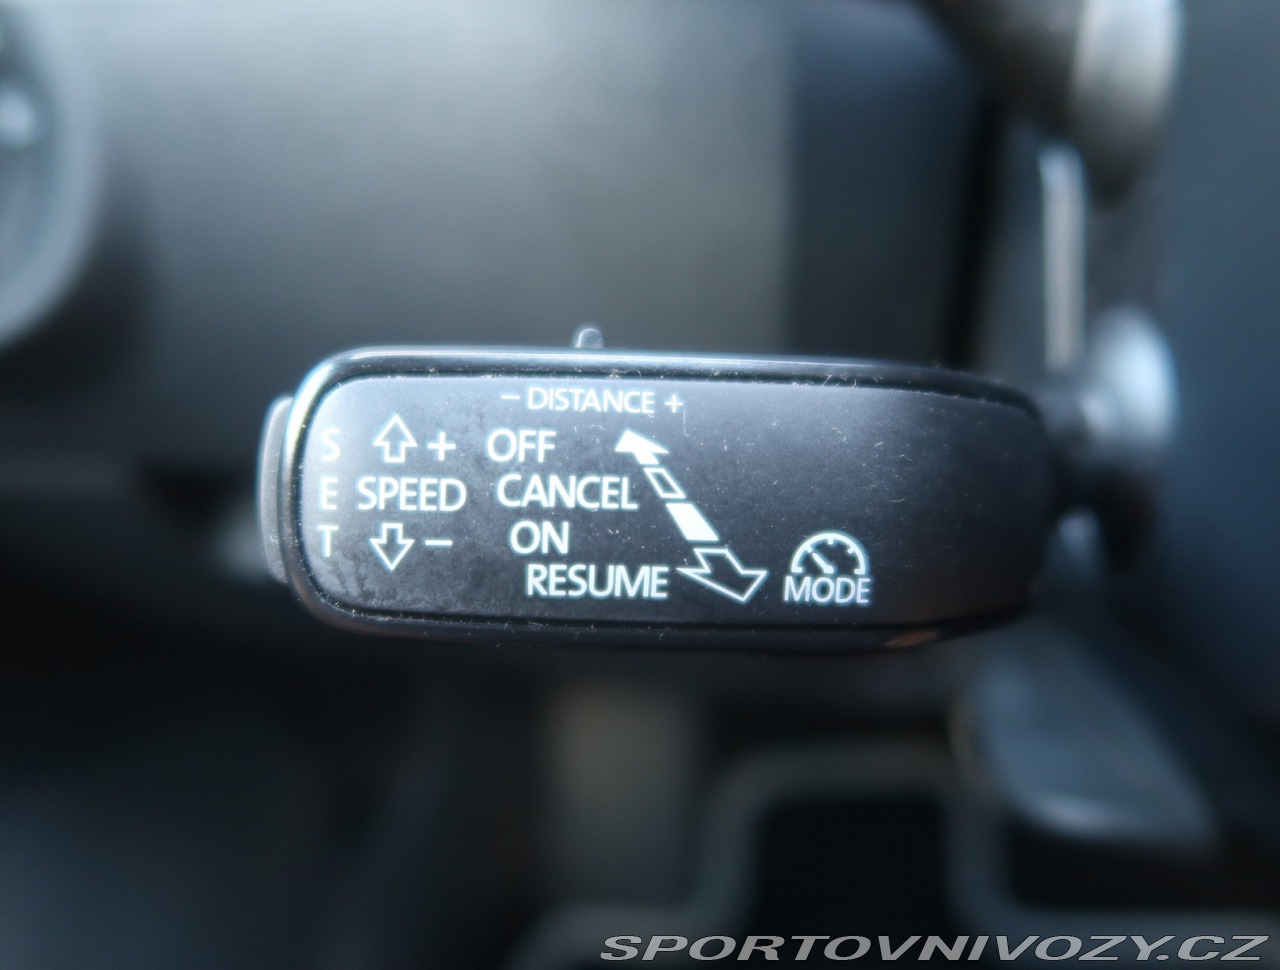 - DISTANCE +
S + OFF
E SPEED CANCEL
T - ON
RESUME
MODE
SPORTOVNIVOZY.CZ